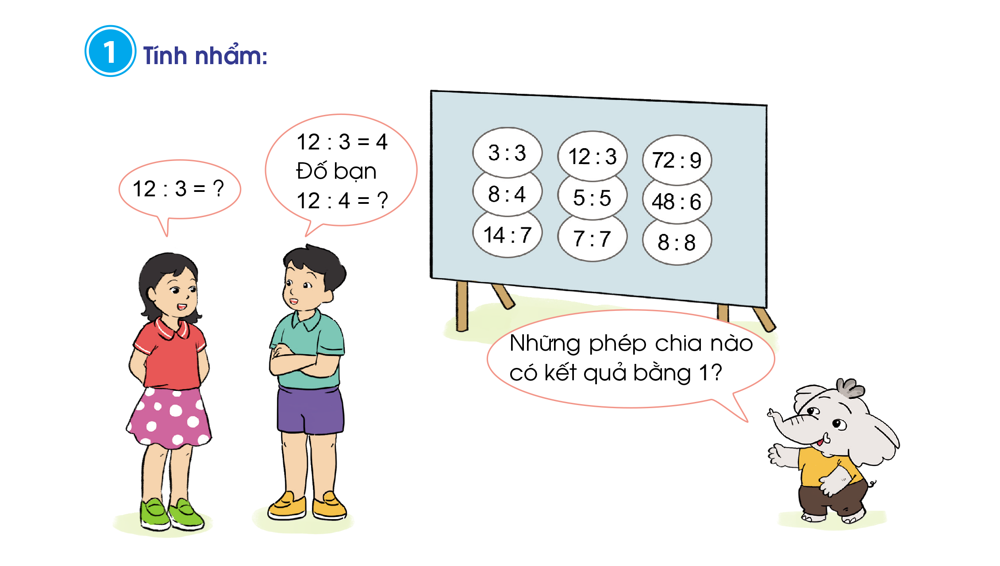 1 Tính nhẩm:
12 : 3 = ?
12 : 3 = 4
Đố bạn
12 : 4 = ?
3 : 3
12 : 3
72 : 9
8 : 4
5 : 5
48 : 6
14 : 7
7 : 7
8 : 8
Những phép chia nào
có kết quả bằng 1?